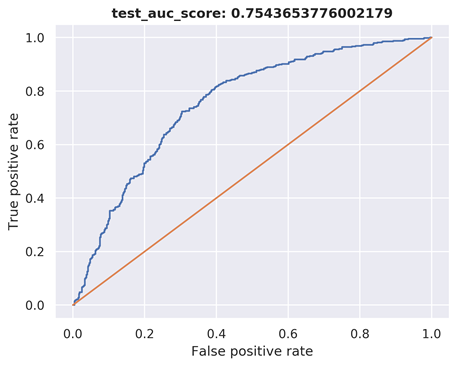 test_auc_score: 0.7543653776002179
1.0
0.8
0.6
0.4
0.2
0.0
True positive rate
0.0 0.2 0.4 0.6 0.8 1.0
False positive rate